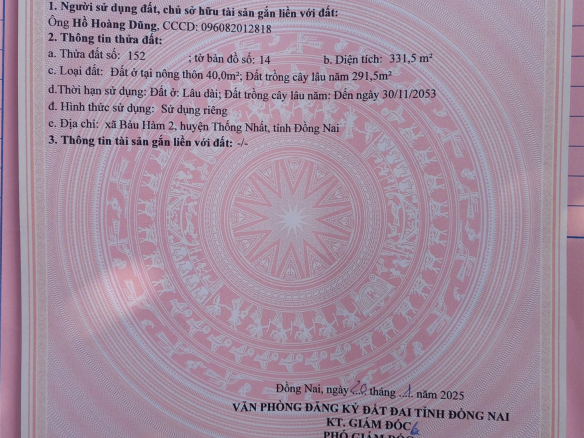 1. Người sử dụng đất, chủ sở hữu tài sản gắn liền với đất:
Ông Hồ Hoàng Dũng, CCCD: 096082012818
2. Thông tin thửa đất:
a. Thửa đất số: 152 ; tờ bản đồ số: 14 b. Diện tích: 331,5 m²
c. Loại đất: Đất ở tại nông thôn 40,0m²; Đất trồng cây lâu năm 291,5m²
d.Thời hạn sử dụng: Đất ở: Lâu dài; Đất trồng cây lâu năm: Đến ngày 30/11/2053
đ. Hình thức sử dụng: Sử dụng riêng
e. Địa chỉ: xã Bàu Hàm 2, huyện Thống Nhất, tỉnh Đồng Nai
3. Thông tin tài sản gắn liền với đất: -/-
Đồng Nai, ngày 20 tháng .1. năm 2025
VĂN PHÒNG ĐĂNG KÝ ĐẤT ĐAI TỈNH ĐỒNG NAI
KT. GIÁM ĐỐC
PHÓ GIÁM ĐỐC